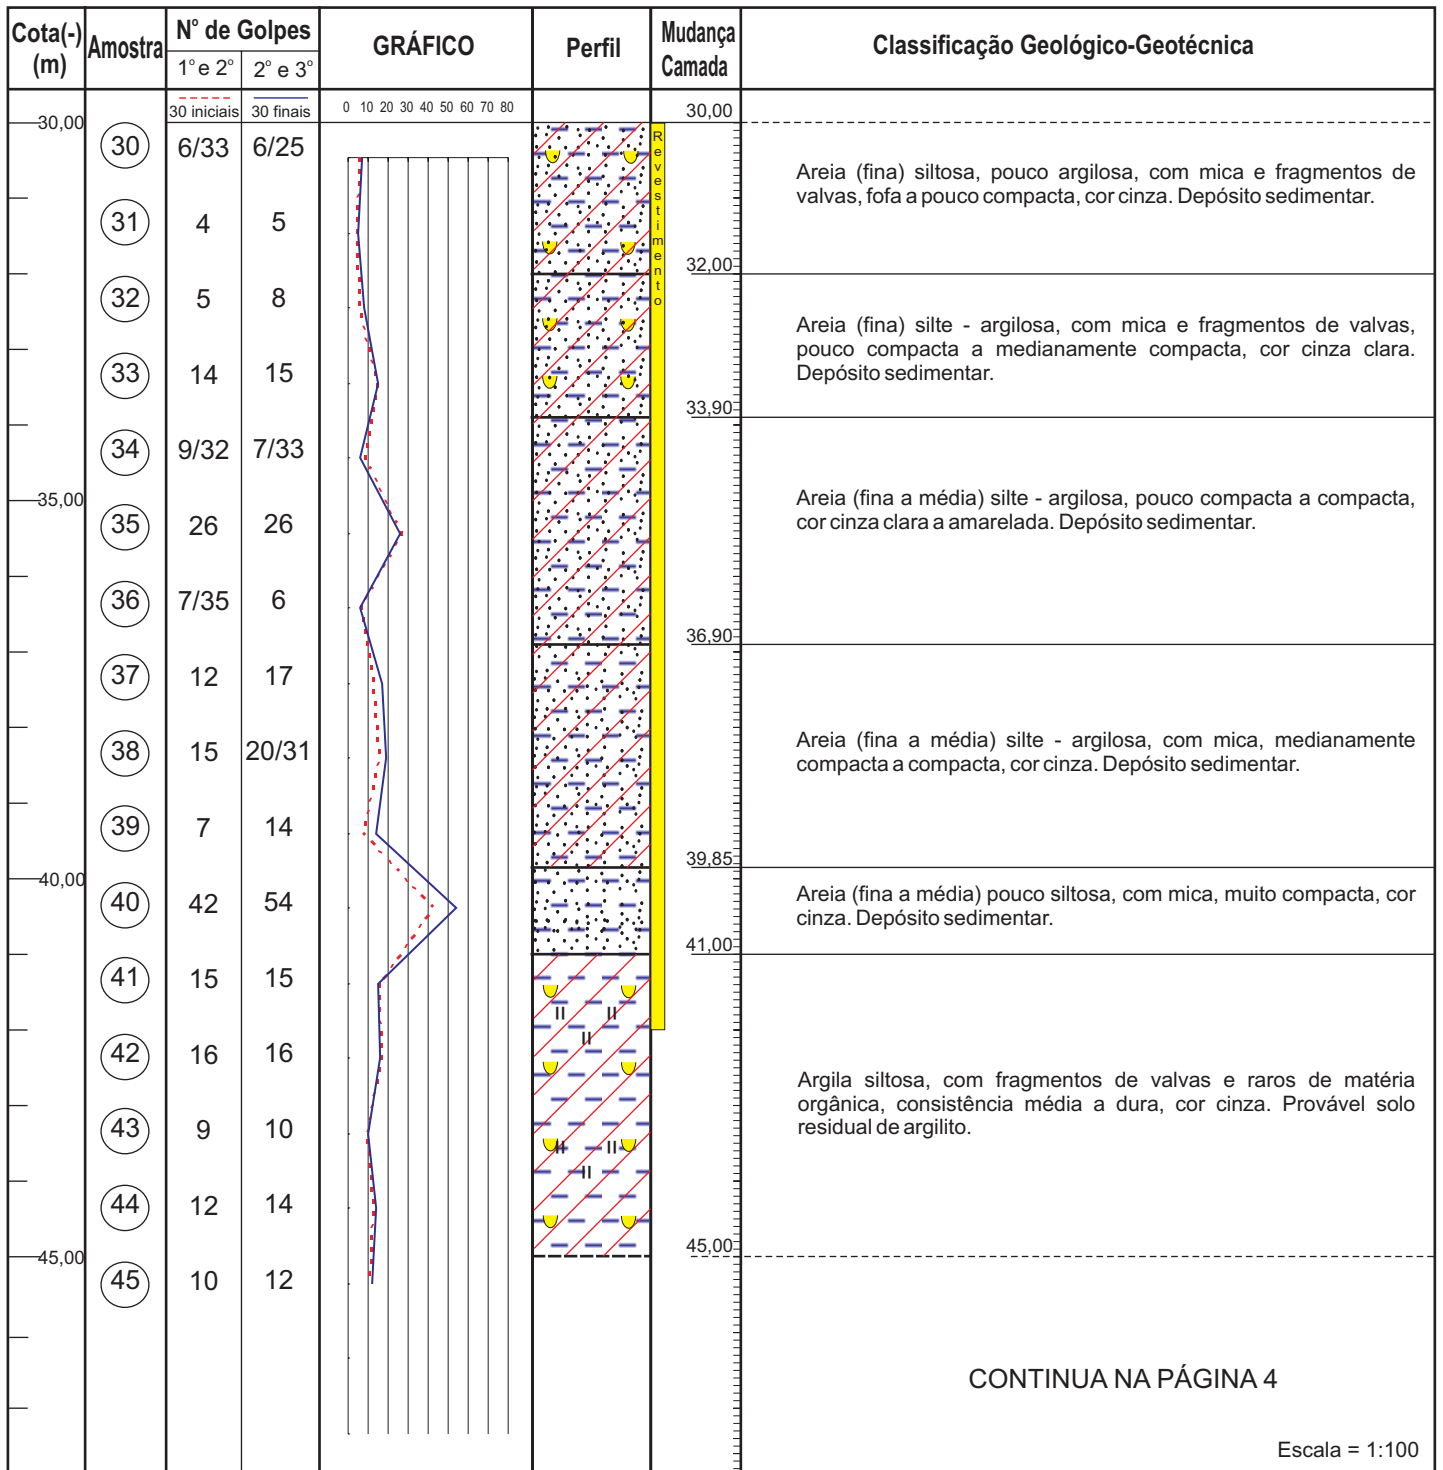 Cota(-)
(m)
Amostra
N° de Golpes
1° e 2°
2° e 3°
GRÁFICO
Perfil
Mudança
Camada
Classificação Geológico-Geotécnica
30 iniciais
30 finais
0 10 20 30 40 50 60 70 80
30,00
30,00
Revestimento
30 6/33 6/25
Areia (fina) siltosa, pouco argilosa, com mica e fragmentos de
valvas, fofa a pouco compacta, cor cinza. Depósito sedimentar.
31 4 5
32,00
32 5 8
Areia (fina) silte - argilosa, com mica e fragmentos de valvas,
pouco compacta a medianamente compacta, cor cinza clara.
Depósito sedimentar.
33 14 15
33,90
34 9/32 7/33
35,00
Areia (fina a média) silte - argilosa, pouco compacta a compacta,
cor cinza clara a amarelada. Depósito sedimentar.
35 26 26
36 7/35 6
36,90
37 12 17
38 15 20/31
Areia (fina a média) silte - argilosa, com mica, medianamente
compacta a compacta, cor cinza. Depósito sedimentar.
39 7 14
39,85
40,00
40 42 54
Areia (fina a média) pouco siltosa, com mica, muito compacta, cor
cinza. Depósito sedimentar.
41,00
41 15 15
42 16 16
Argila siltosa, com fragmentos de valvas e raros de matéria
orgânica, consistência média a dura, cor cinza. Provável solo
residual de argilito.
43 9 10
44 12 14
45,00
45,00
45 10 12
CONTINUA NA PÁGINA 4
Escala = 1:100